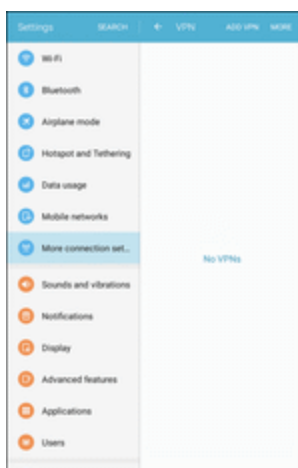 Settings SEARCH VPN ADD VPN MORE
Wi-Fi
Bluetooth
Airplane mode
Hotspot and Tethering
Data usage
Mobile networks
More connection set...
No VPNs
Sounds and vibrations
Notifications
Display
Advanced features
Applications
Users